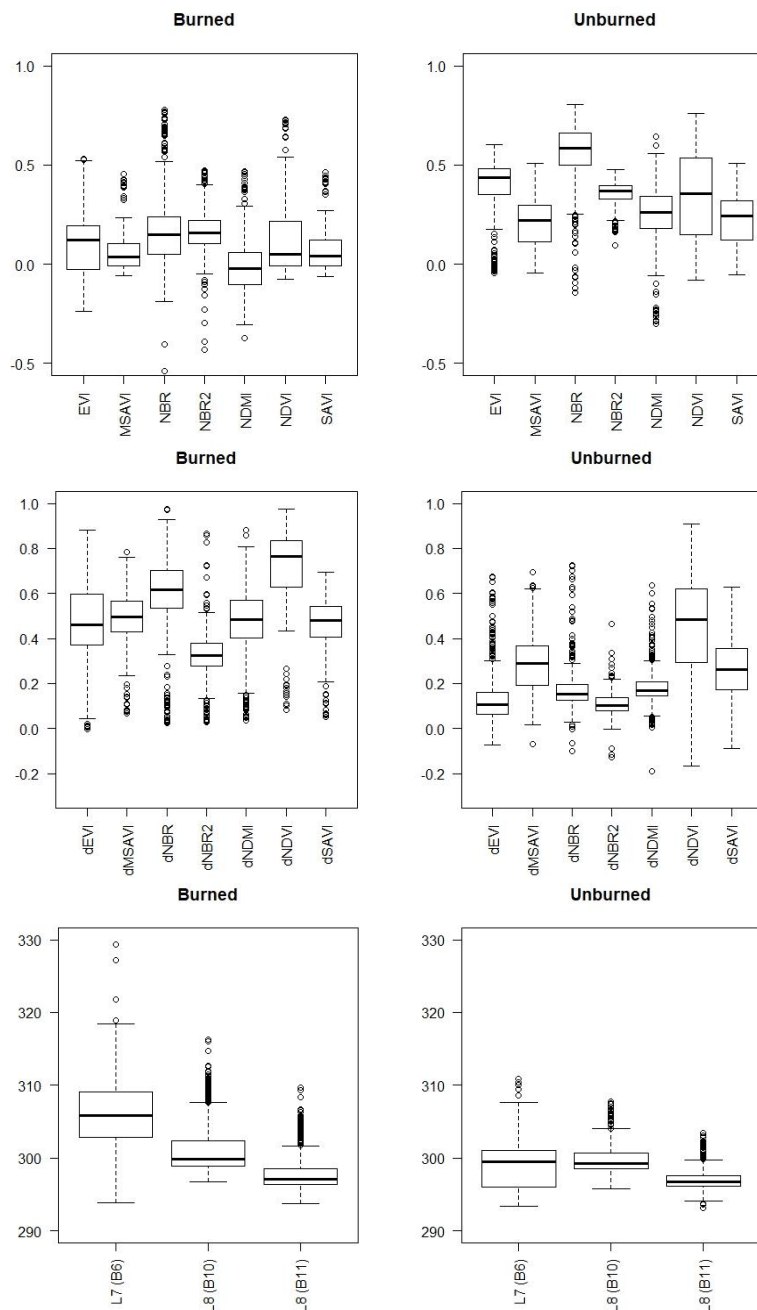 Burned
Unburned
1.0
0.5
0.0
-0.5
EVI
MSAVI
NBR
NBR2
NDMI
NDVI
SAVI
1.0
0.5
0.0
-0.5
EVI
MSAVI
NBR
NBR2
NDMI
NDVI
SAVI
Burned
Unburned
1.0
0.8
0.6
0.4
0.2
0.0
-0.2
dEVI
dMSAVI
dNBR
dNBR2
dNDMI
dNDVI
dSAVI
1.0
0.8
0.6
0.4
0.2
0.0
-0.2
dEVI
dMSAVI
dNBR
dNBR2
dNDMI
dNDVI
dSAVI
Burned
Unburned
330
320
310
300
290
L7 (B6)
L8 (B10)
L8 (B11)
330
320
310
300
290
L7 (B6)
L8 (B10)
L8 (B11)